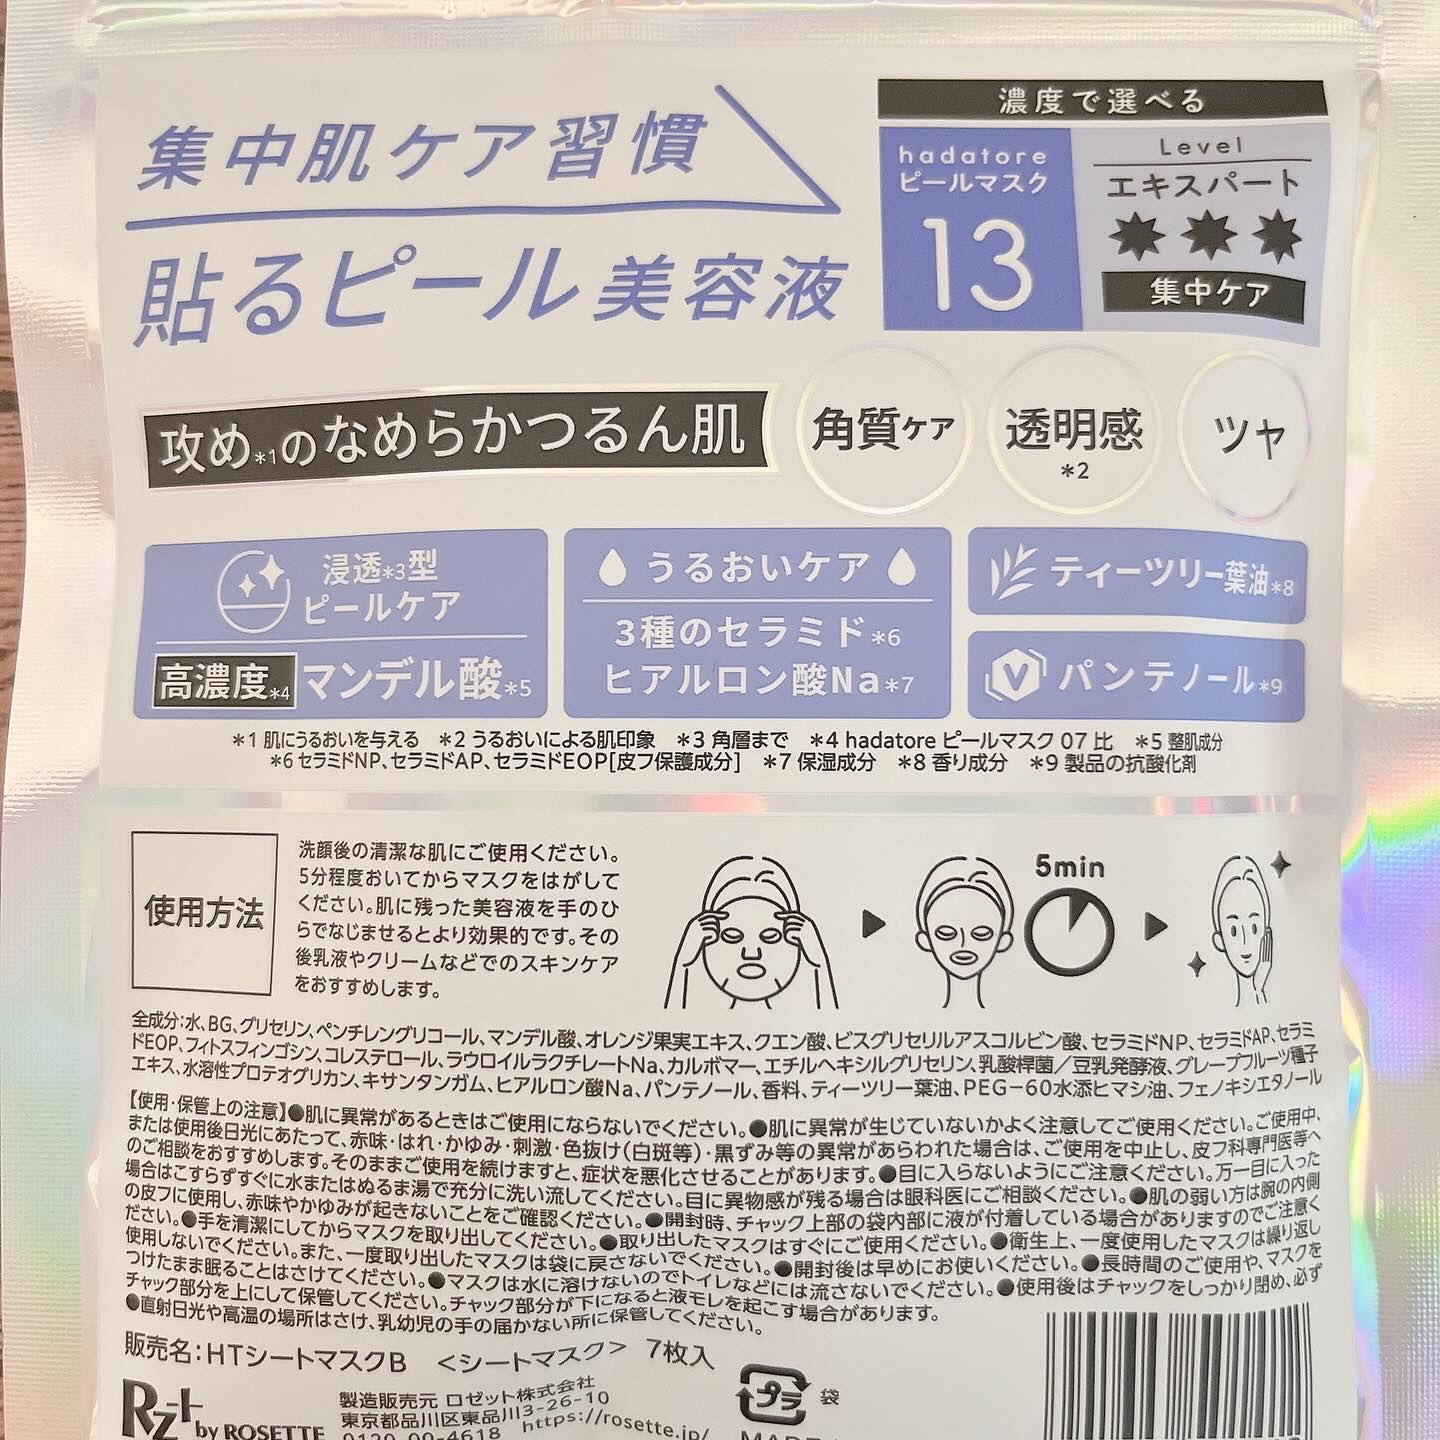 集中肌ケア習慣
貼るピール美容液
濃度で選べる
hadatore
ピールマスク
13
Level
エキスパート
集中ケア
攻め*1のなめらかつるん肌
角質ケア
透明感
*2
ツヤ
浸透*3型
ピールケア
高濃度*4 マンデル酸*5
うるおいケア
3種のセラミド*6
ヒアルロン酸Na*7
ティーツリー葉油*8
パンテノール*9
*1 肌にうるおいを与える *2 うるおいによる肌印象 *3 角層まで *4 hadatore ピールマスク 07 比 *5 整肌成分
*6 セラミドNP、セラミドAP、セラミドEOP[皮フ保護成分] *7 保湿成分 *8 香り成分 *9 製品の抗酸化剤
使用方法
洗顔後の清潔な肌にご使用ください。
5分程度おいてからマスクをはがして
ください。肌に残った美容液を手のひ
らでなじませるとより効果的です。その
後乳液やクリームなどでのスキンケア
をおすすめします。
5min
全成分:水、BG、グリセリン、ペンチレングリコール、マンデル酸、オレンジ果実エキス、クエン酸、ビスグリセリルアスコルビン酸、セラミドNP、セラミドAP、セラミ
ドEOP、フィトスフィンゴシン、コレステロール、ラウロイルラクチレートNa、カルボマー、エチルヘキシルグリセリン、乳酸桿菌/豆乳発酵液、グレープフルーツ種子
エキス、水溶性プロテオグリカン、キサンタンガム、ヒアルロン酸Na、パンテノール、香料、ティーツリー葉油、PEG-60水添ヒマシ油、フェノキシエタノール
【使用・保管上の注意】●肌に異常があるときはご使用にならないでください。●肌に異常が生じていないかよく注意してご使用ください。ご使用中、
または使用後日光にあたって、赤味・はれ・かゆみ・刺激・色抜け(白斑等)・黒ずみ等の異常があらわれた場合は、ご使用を中止し、皮フ科専門医等へ
のご相談をおすすめします。そのままご使用を続けますと、症状を悪化させることがあります。●目に入らないようにご注意ください。万一目に入った
場合はこすらずすぐに水またはぬるま湯で充分に洗い流してください。目に異物感が残る場合は眼科医にご相談ください。●肌の弱い方は腕の内側
の皮フに使用し、赤味やかゆみが起きないことをご確認ください。●開封時、チャック上部の袋内部に液が付着している場合がありますのでご注意く
ださい。●手を清潔にしてからマスクを取り出してください。●取り出したマスクはすぐにご使用ください。●衛生上、一度使用したマスクは繰り返し
使用しないでください。また、一度取り出したマスクは袋に戻さないでください。●開封後は早めにお使いください。●長時間のご使用や、マスクを
つけたまま眠ることはさけてください。●マスクは水に溶けないのでトイレなどには流さないでください。●使用後はチャックをしっかり閉め、必ず
チャック部分を上にして保管してください。チャック部分が下になると液モレを起こす場合があります。
●直射日光や高温の場所はさけ、乳幼児の手の届かない所に保管してください。
販売名:HTシートマスクB <シートマスク> 7枚入
Rz+
by ROSETTE
製造販売元 ロゼット株式会社
東京都品川区東品川3-26-10
0120-00-4618 https://rosette.jp/
プラ
袋